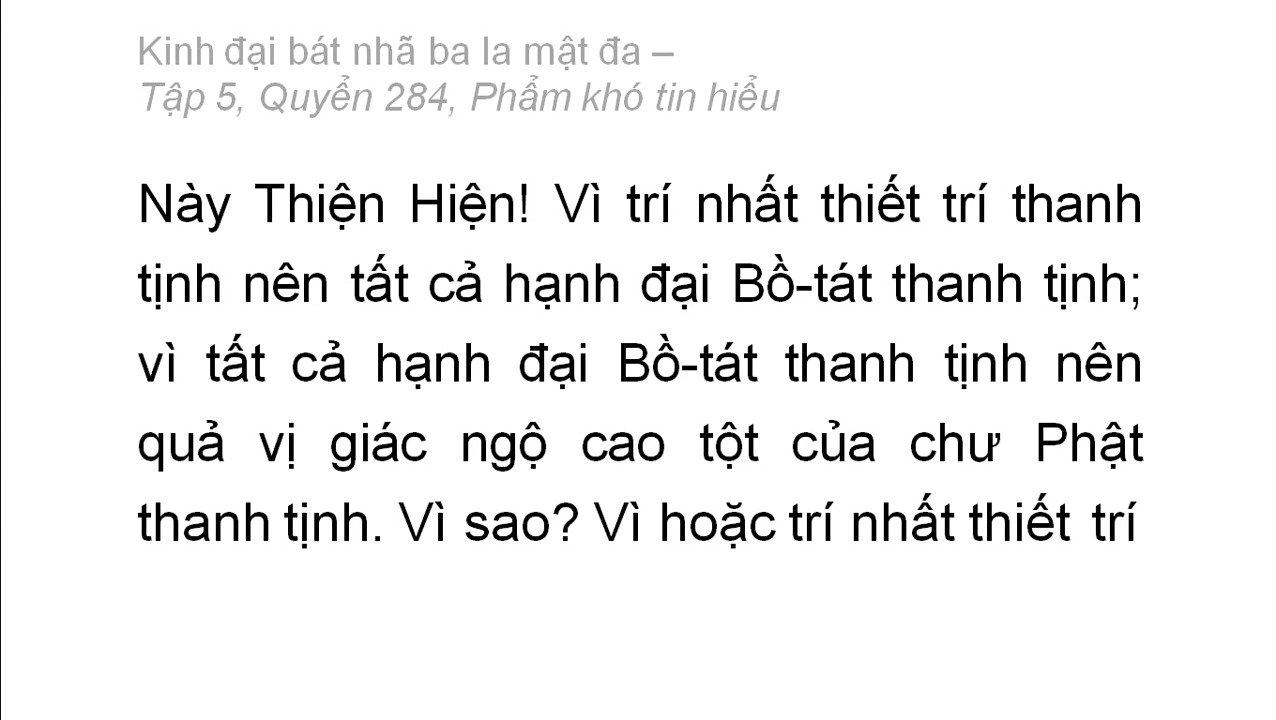 Kinh đại bát nhã ba la mật đa –
Tập 5, Quyển 284, Phẩm khó tin hiểu
Này Thiện Hiện! Vì trí nhất thiết trí thanh
tịnh nên tất cả hạnh đại Bồ-tát thanh tịnh;
vì tất cả hạnh đại Bồ-tát thanh tịnh nên
quả vị giác ngộ cao tột của chư Phật
thanh tịnh. Vì sao? Vì hoặc trí nhất thiết trí